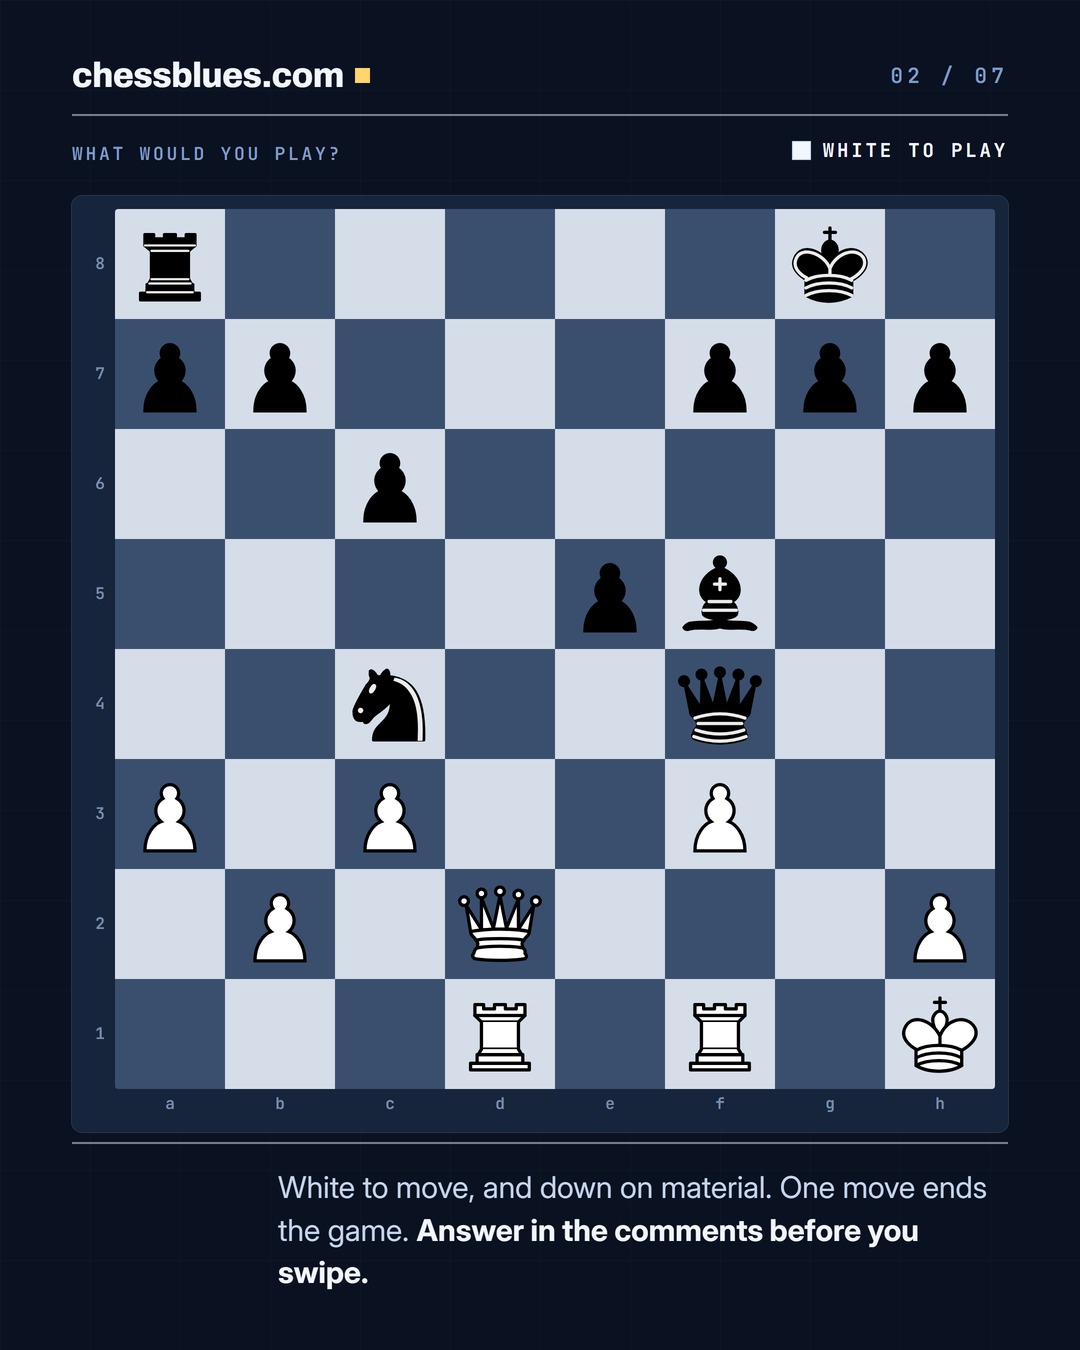 chessblues.com
02 / 07
WHAT WOULD YOU PLAY?
WHITE TO PLAY
8
7
6
5
4
3
2
1
a b c d e f g h
White to move, and down on material. One move ends
the game. Answer in the comments before you
swipe.